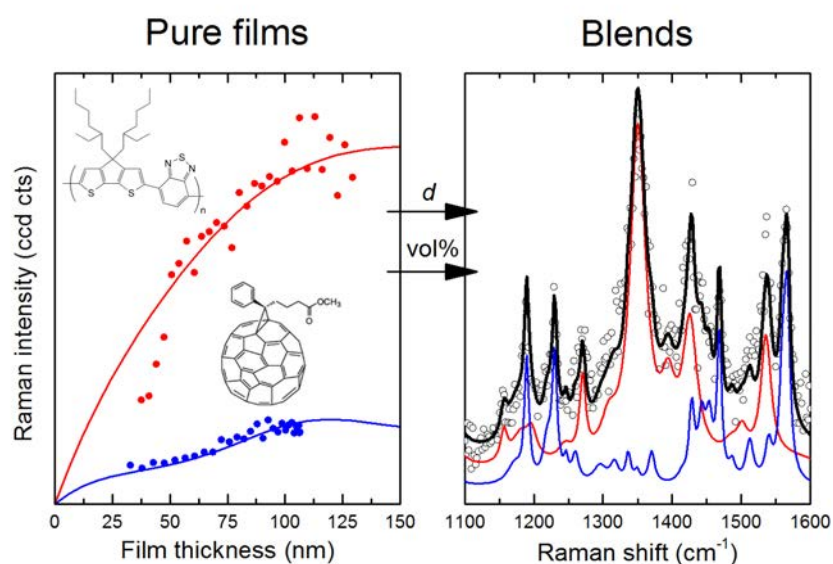 Pure films
Blends
Raman intensity (ccd cts)
N
S
N
S
S
n
OCH₃
O
d
vol%
0 25 50 75 100 125 150
Film thickness (nm)
1100 1200 1300 1400 1500 1600
Raman shift (cm⁻¹)